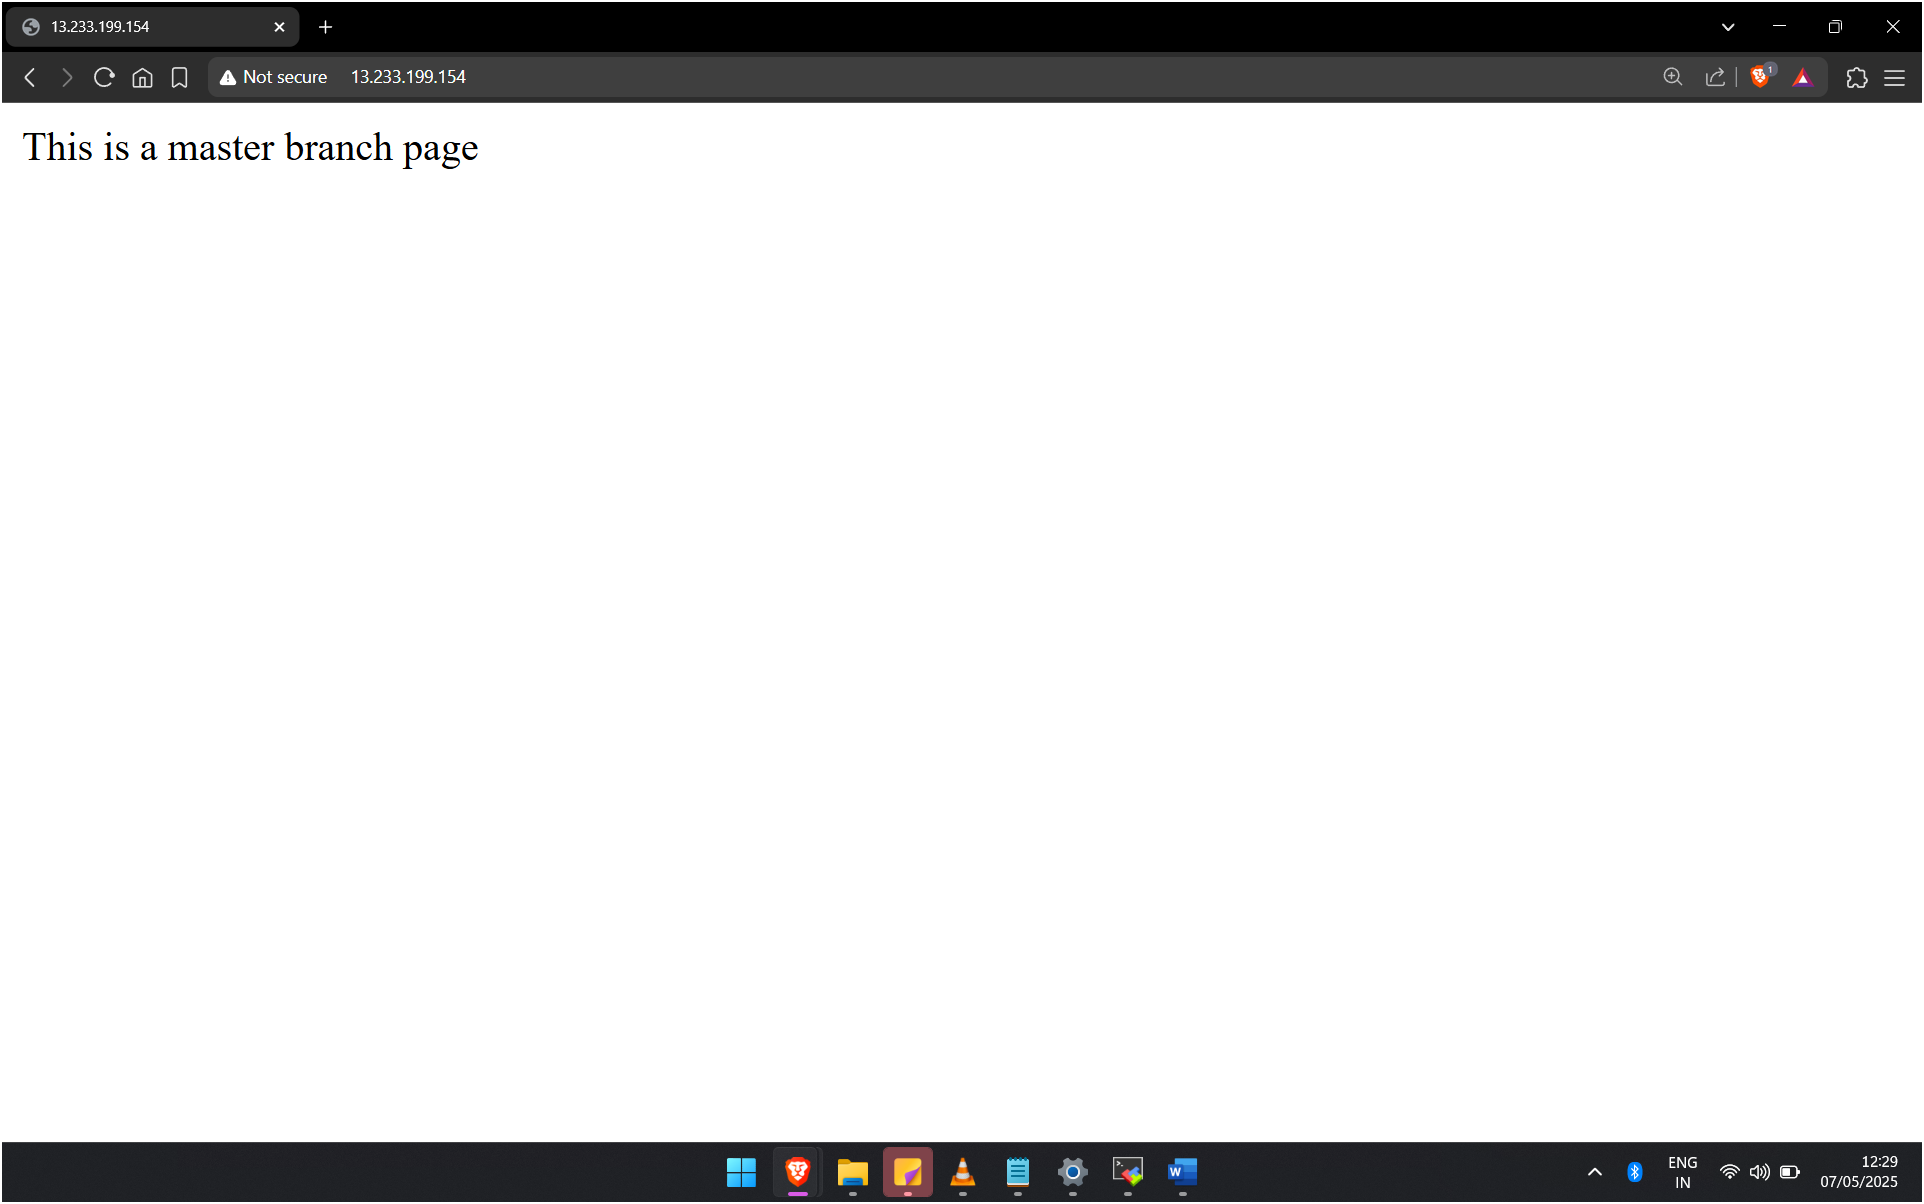 13.233.199.154
Not secure 13.233.199.154
1
This is a master branch page
W
ENG
IN
12:29
07/05/2025